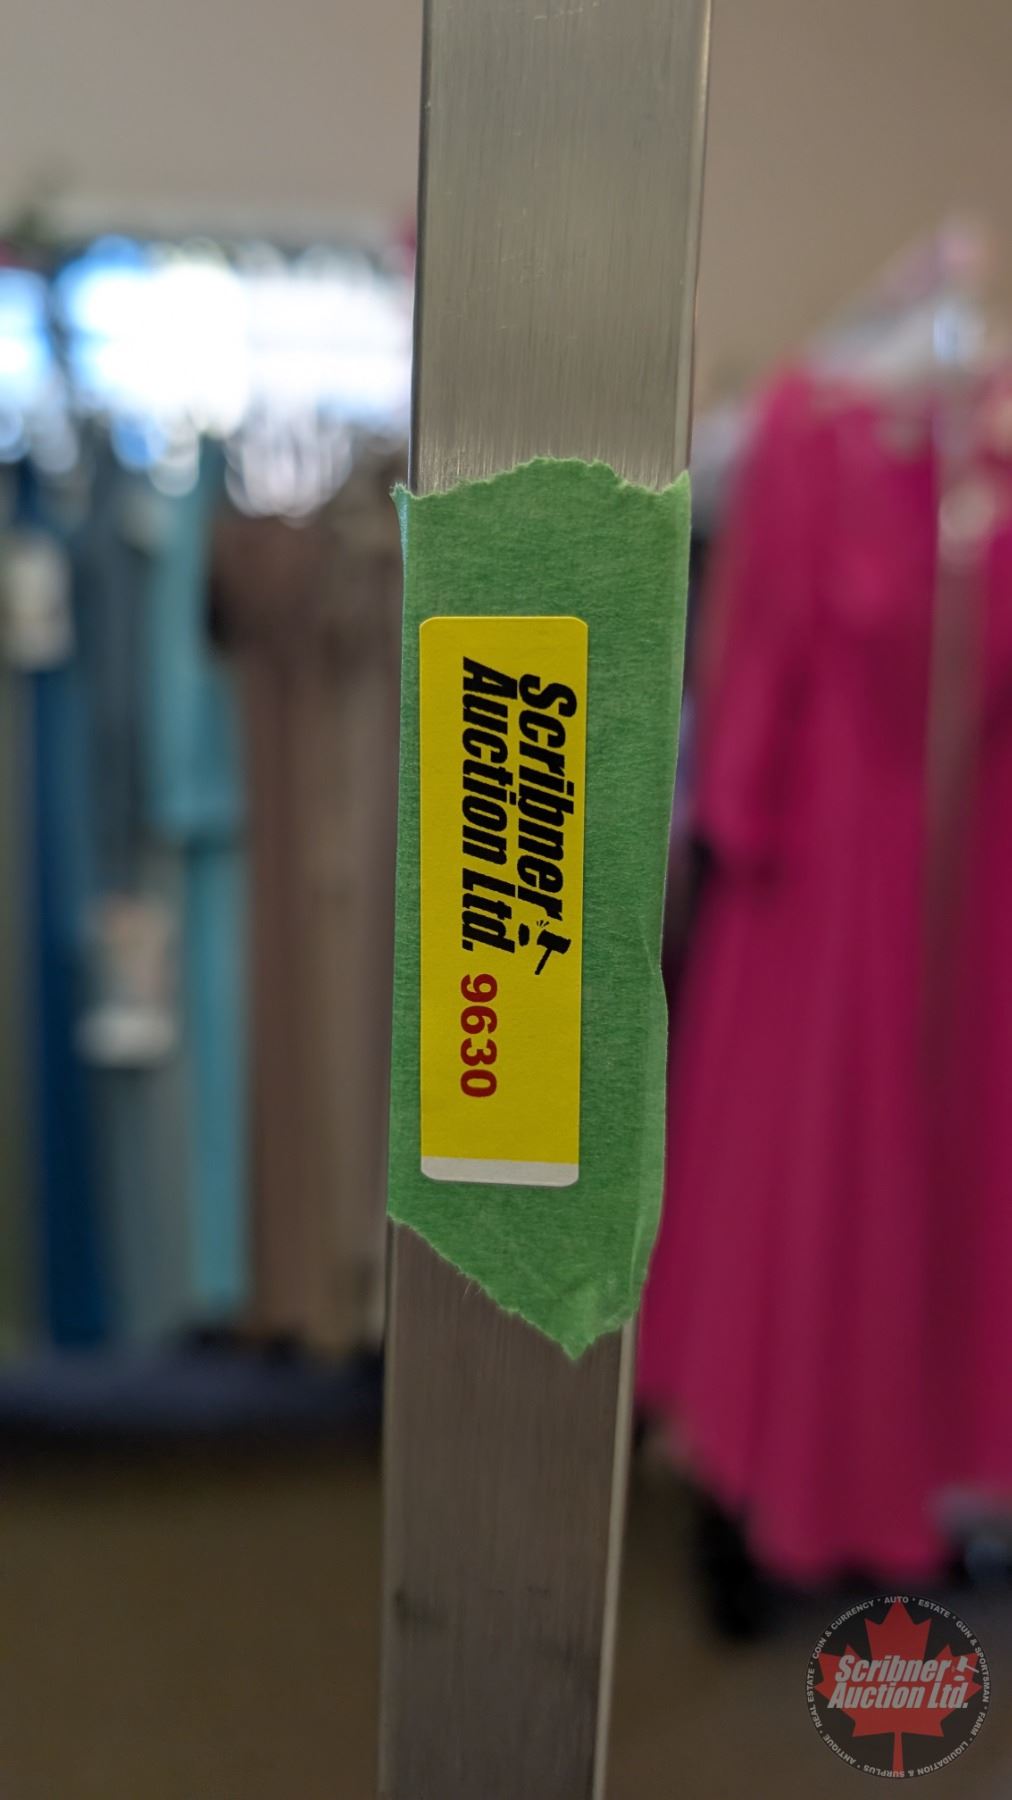 Scribner
Auction Ltd. 9630
Scribner
Auction Ltd.
ANTIQUE • REAL ESTATE • COIN & CURRENCY • AUTO • ESTATE • GUN & SPORTSMAN • FARM • LIQUIDATION & SURPLUS •